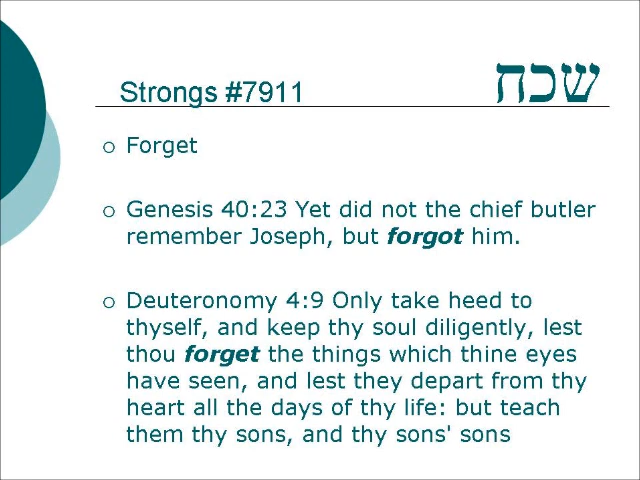 Strongs #7911 שכח
Forget
Genesis 40:23 Yet did not the chief butler
remember Joseph, but forgot him.
Deuteronomy 4:9 Only take heed to
thyself, and keep thy soul diligently, lest
thou forget the things which thine eyes
have seen, and lest they depart from thy
heart all the days of thy life: but teach
them thy sons, and thy sons' sons